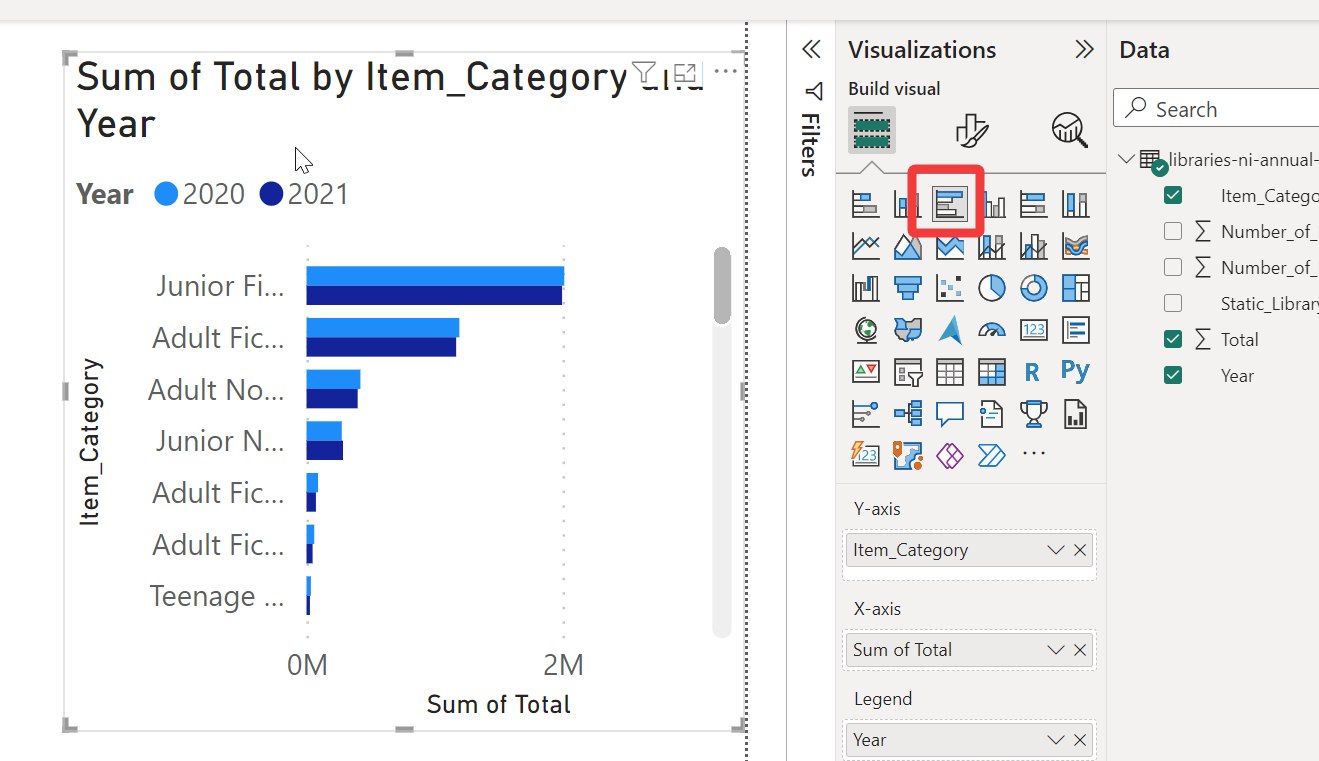 Sum of Total by Item_Category and
Year
Year 2020 2021
Item_Category
Junior Fi...
Adult Fic...
Adult No...
Junior N...
Adult Fic...
Adult Fic...
Teenage ...
0M 2M
Sum of Total
Filters
Visualizations
Build visual
123
R
Py
123
...
Y-axis
Item_Category
X-axis
Sum of Total
Legend
Year
Data
Search
libraries-ni-annual-
Item_Catego
Σ Number_of_
Σ Number_of_
Static_Library
Σ Total
Year